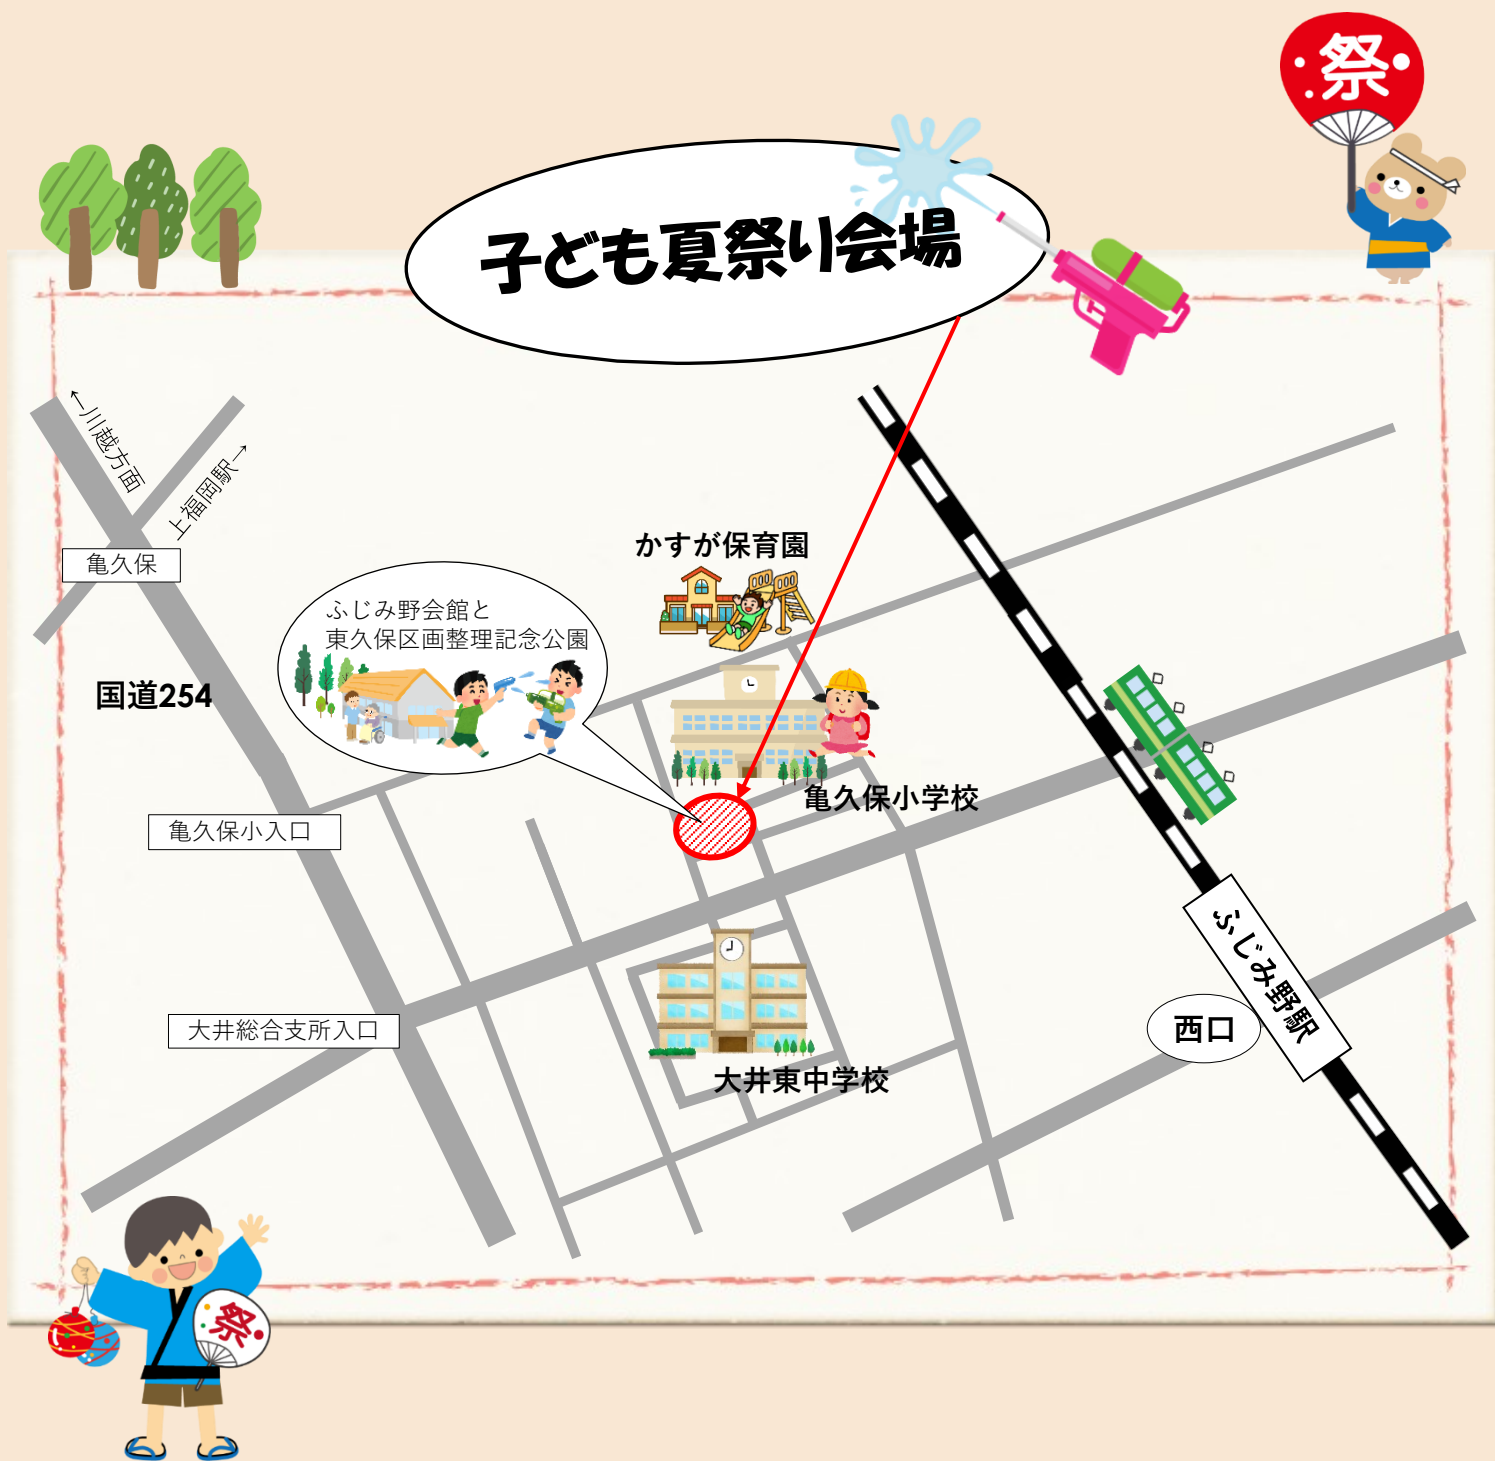 祭
子ども夏祭り会場
←川越方面
上福岡駅→
かすが保育園
亀久保
ふじみ野会館と
東久保区画整理記念公園
国道254
亀久保小学校
亀久保小入口
ふじみ野駅
大井総合支所入口
西口
大井東中学校
祭